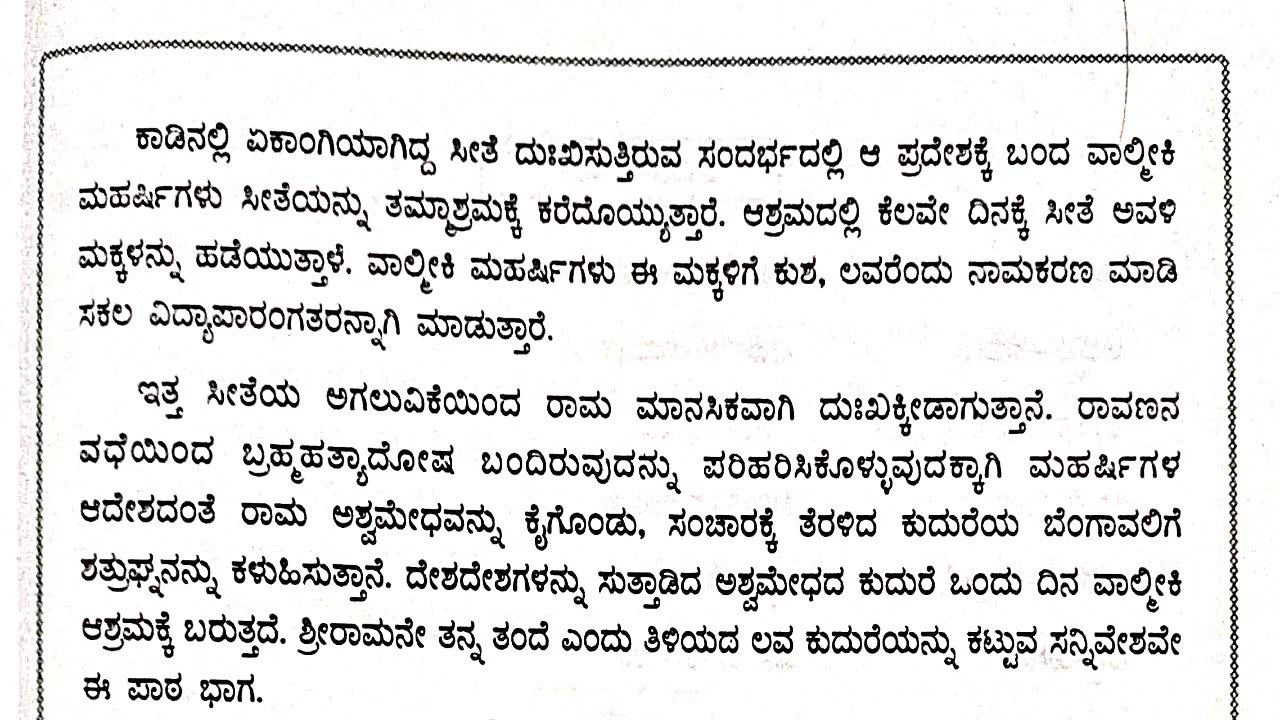 ಕಾಡಿನಲ್ಲಿ ಏಕಾಂಗಿಯಾಗಿದ್ದ ಸೀತೆ ದುಃಖಿಸುತ್ತಿರುವ ಸಂದರ್ಭದಲ್ಲಿ ಆ ಪ್ರದೇಶಕ್ಕೆ ಬಂದ ವಾಲ್ಮೀಕಿ
ಮಹರ್ಷಿಗಳು ಸೀತೆಯನ್ನು ತಮ್ಮಾಶ್ರಮಕ್ಕೆ ಕರೆದೊಯ್ಯುತ್ತಾರೆ. ಆಶ್ರಮದಲ್ಲಿ ಕೆಲವೇ ದಿನಕ್ಕೆ ಸೀತೆ ಅವಳಿ
ಮಕ್ಕಳನ್ನು ಹಡೆಯುತ್ತಾಳೆ. ವಾಲ್ಮೀಕಿ ಮಹರ್ಷಿಗಳು ಈ ಮಕ್ಕಳಿಗೆ ಕುಶ, ಲವರೆಂದು ನಾಮಕರಣ ಮಾಡಿ
ಸಕಲ ವಿದ್ಯಾಪಾರಂಗತರನ್ನಾಗಿ ಮಾಡುತ್ತಾರೆ.
ಇತ್ತ ಸೀತೆಯ ಅಗಲುವಿಕೆಯಿಂದ ರಾಮ ಮಾನಸಿಕವಾಗಿ ದುಃಖಕ್ಕೀಡಾಗುತ್ತಾನೆ. ರಾವಣನ
ವಧೆಯಿಂದ ಬ್ರಹ್ಮಹತ್ಯಾದೋಷ ಬಂದಿರುವುದನ್ನು ಪರಿಹರಿಸಿಕೊಳ್ಳುವುದಕ್ಕಾಗಿ ಮಹರ್ಷಿಗಳ
ಆದೇಶದಂತೆ ರಾಮ ಅಶ್ವಮೇಧವನ್ನು ಕೈಗೊಂಡು, ಸಂಚಾರಕ್ಕೆ ತೆರಳಿದ ಕುದುರೆಯ ಬೆಂಗಾವಲಿಗೆ
ಶತ್ರುಘ್ನನನ್ನು ಕಳುಹಿಸುತ್ತಾನೆ. ದೇಶದೇಶಗಳನ್ನು ಸುತ್ತಾಡಿದ ಅಶ್ವಮೇಧದ ಕುದುರೆ ಒಂದು ದಿನ ವಾಲ್ಮೀಕಿ
ಆಶ್ರಮಕ್ಕೆ ಬರುತ್ತದೆ. ಶ್ರೀರಾಮನೇ ತನ್ನ ತಂದೆ ಎಂದು ತಿಳಿಯದ ಲವ ಕುದುರೆಯನ್ನು ಕಟ್ಟುವ ಸನ್ನಿವೇಶವೇ
ಈ ಪಾಠ ಭಾಗ.